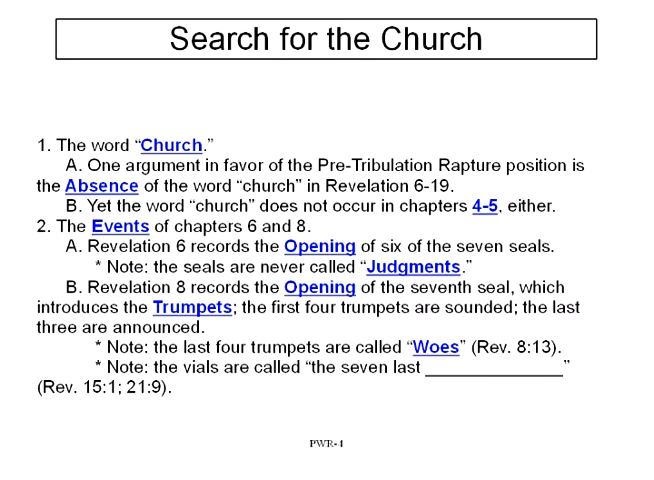 Search for the Church
1. The word “Church.”
A. One argument in favor of the Pre-Tribulation Rapture position is
the Absence of the word “church” in Revelation 6-19.
B. Yet the word “church” does not occur in chapters 4-5, either.
2. The Events of chapters 6 and 8.
A. Revelation 6 records the Opening of six of the seven seals.
* Note: the seals are never called “Judgments.”
B. Revelation 8 records the Opening of the seventh seal, which
introduces the Trumpets; the first four trumpets are sounded; the last
three are announced.
* Note: the last four trumpets are called “Woes” (Rev. 8:13).
* Note: the vials are called “the seven last ______________”
(Rev. 15:1; 21:9).
PWR-4